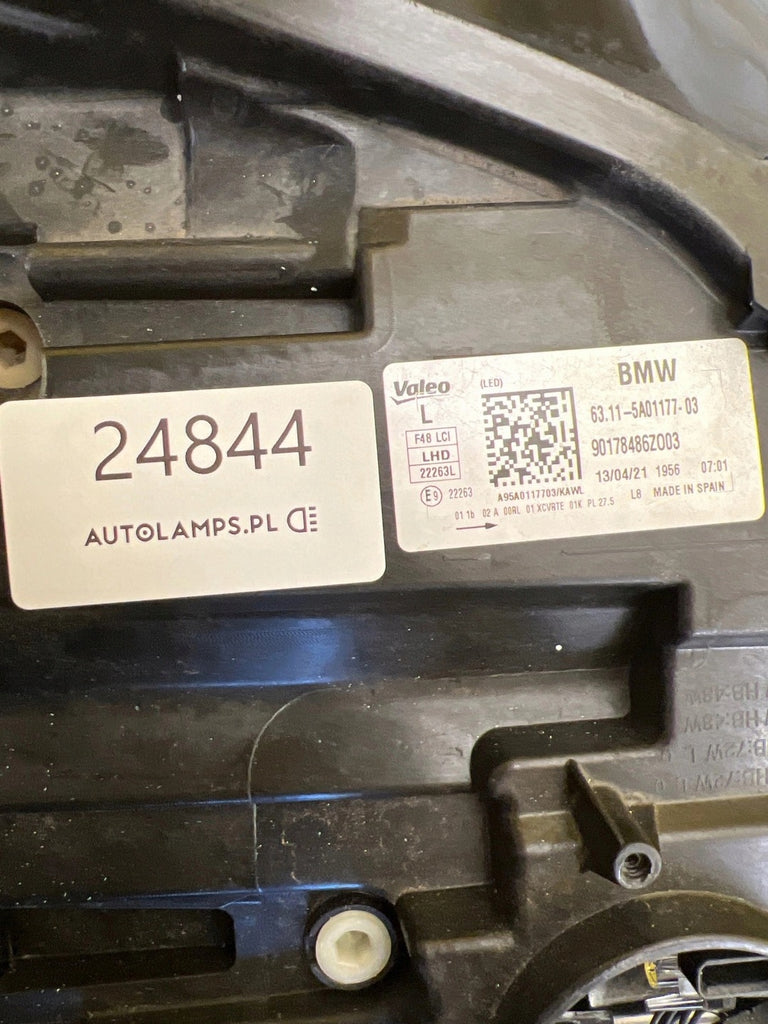 24844
AUTOLAMPS.PL
Valeo
(LED)
BMW
L
F48 LCI
LHD
22263L
E9 22263
63.11-5A01177-03
90178486Z003
13/04/21 1956 07:01
A95A0117703/KAWL
L8 MADE IN SPAIN
01 1b 02 A 00RL 01 XCVRTE 01K PL 27.5